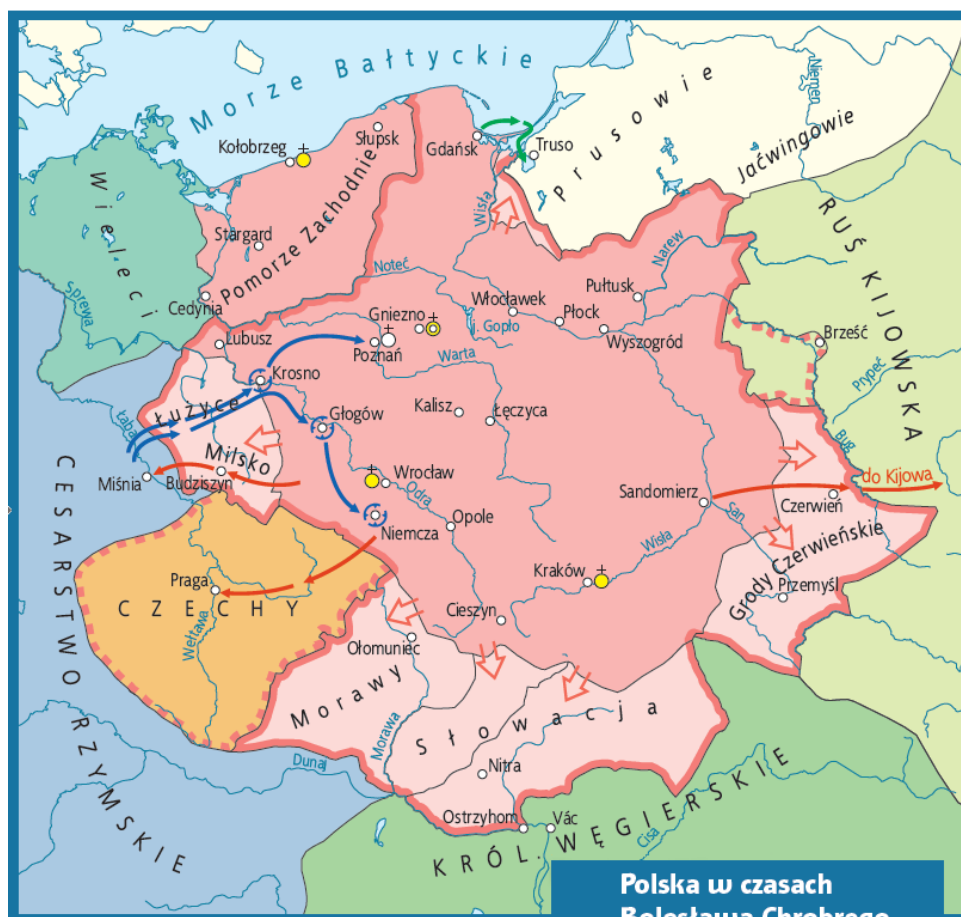 Morze Bałtyckie
Niemen
Prusowie
Jaćwingowie
Słupsk
Kołobrzeg
Gdańsk
Truso
Wisła
Wieleci
Pomorze Zachodnie
Stargard
Cedynia
Sprewa
RUŚ KIJOWSKA
Narew
Noteć
Pułtusk
Włocławek
Płock
Gniezno
j. Gopło
Wyszogród
Brześć
Lubusz
Poznań
Warta
Prypeć
Krosno
Kalisz
Łęczyca
Łużyce
Głogów
Łaba
Milsko
Bug
Miśnia
Budziszyn
Wrocław
Odra
do Kijowa
Sandomierz
Czerwień
San
Opole
Niemcza
Wisła
Grody Czerwieńskie
Przemyśl
CESARSTWO RZYMSKIE
Praga
CZECHY
Wełtawa
Kraków
Cieszyn
Ołomuniec
Morawy
Morawa
Słowacja
Dunaj
Nitra
Ostrzyhom
Vác
Cisa
KRÓL. WĘGIERSKIE
Polska w czasach
Bolesława Chrobrego